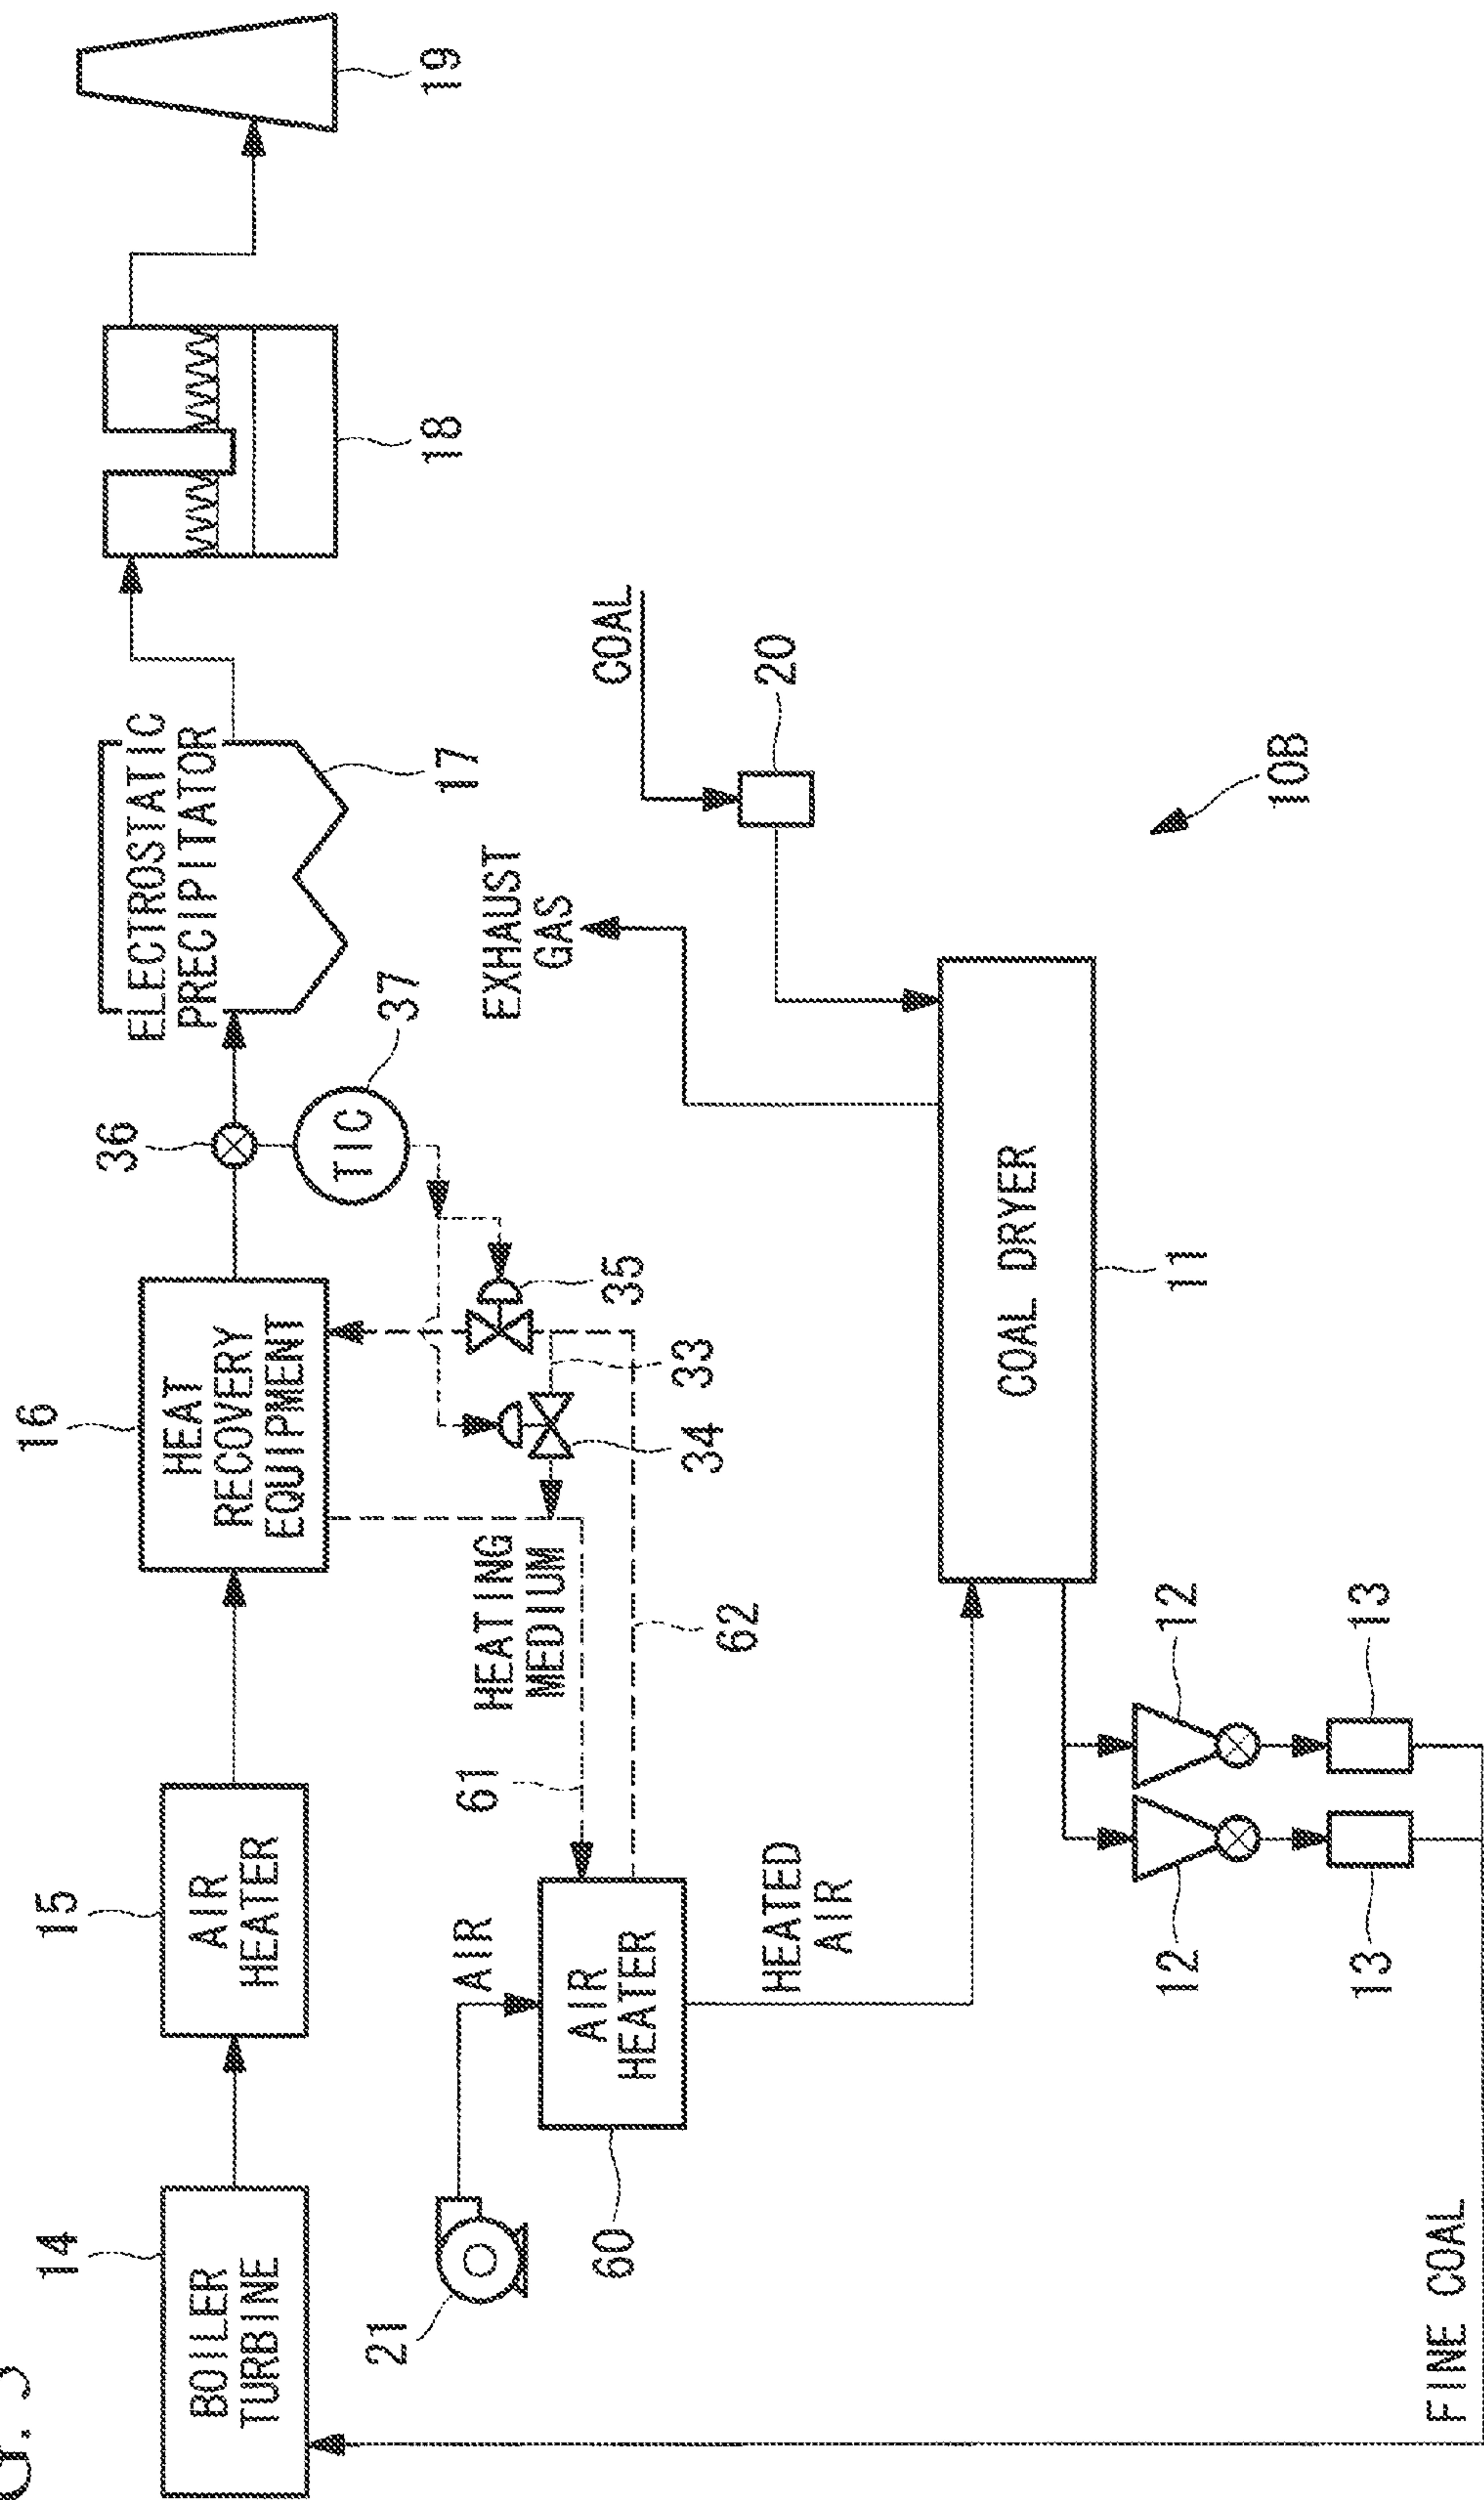 14
15
16
36
BOILER
TURBINE
AIR
HEATER
HEAT
RECOVERY
EQUIPMENT
ELECTROSTATIC
PRECIPITATOR
TIC
37
17
18
19
21
AIR
61
HEATING
MEDIUM
35
33
34
62
EXHAUST
GAS
COAL
20
60
AIR
HEATER
HEATED
AIR
COAL DRYER
11
10B
12
12
13
13
FINE COAL